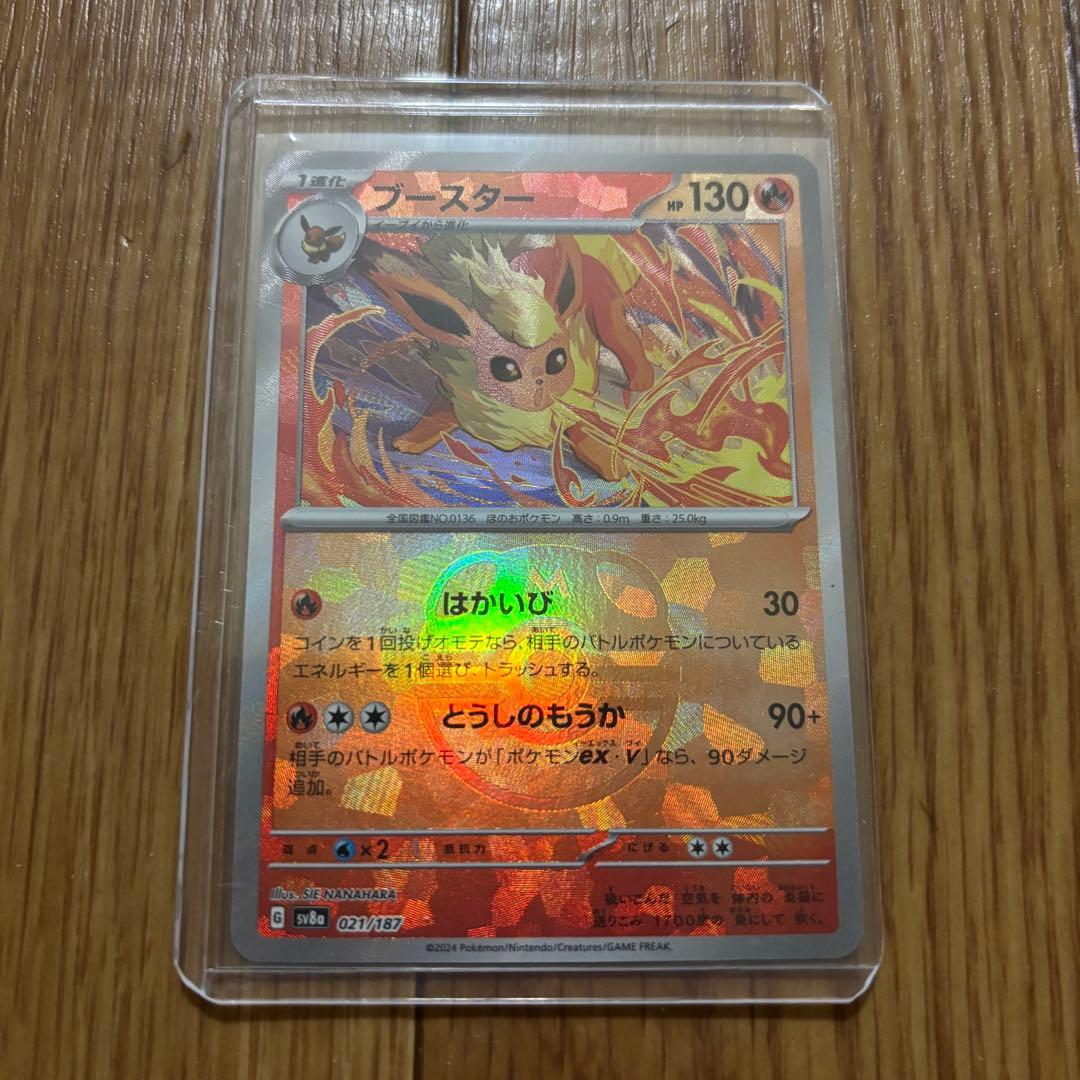 1進化 ブースター HP 130
イーブイから進化
全国図鑑NO.0136 ほのおポケモン 高さ:0.9m 重さ:25.0kg
M
はかいび 30
コインを1回投げオモテなら、相手のバトルポケモンについている
エネルギーを1個選び、トラッシュする。
とうしのもうか 90+
相手のバトルポケモンが「ポケモンex・V」なら、90ダメージ
追加。
弱点 ×2 抵抗力 にげる
Illus. SIE NANAHARA
吸いこんだ 空気を 体内の 炎袋に
送りこみ 1700度の 炎にして 吹く。
G sv8a 021/187
©2024 Pokémon/Nintendo/Creatures/GAME FREAK.